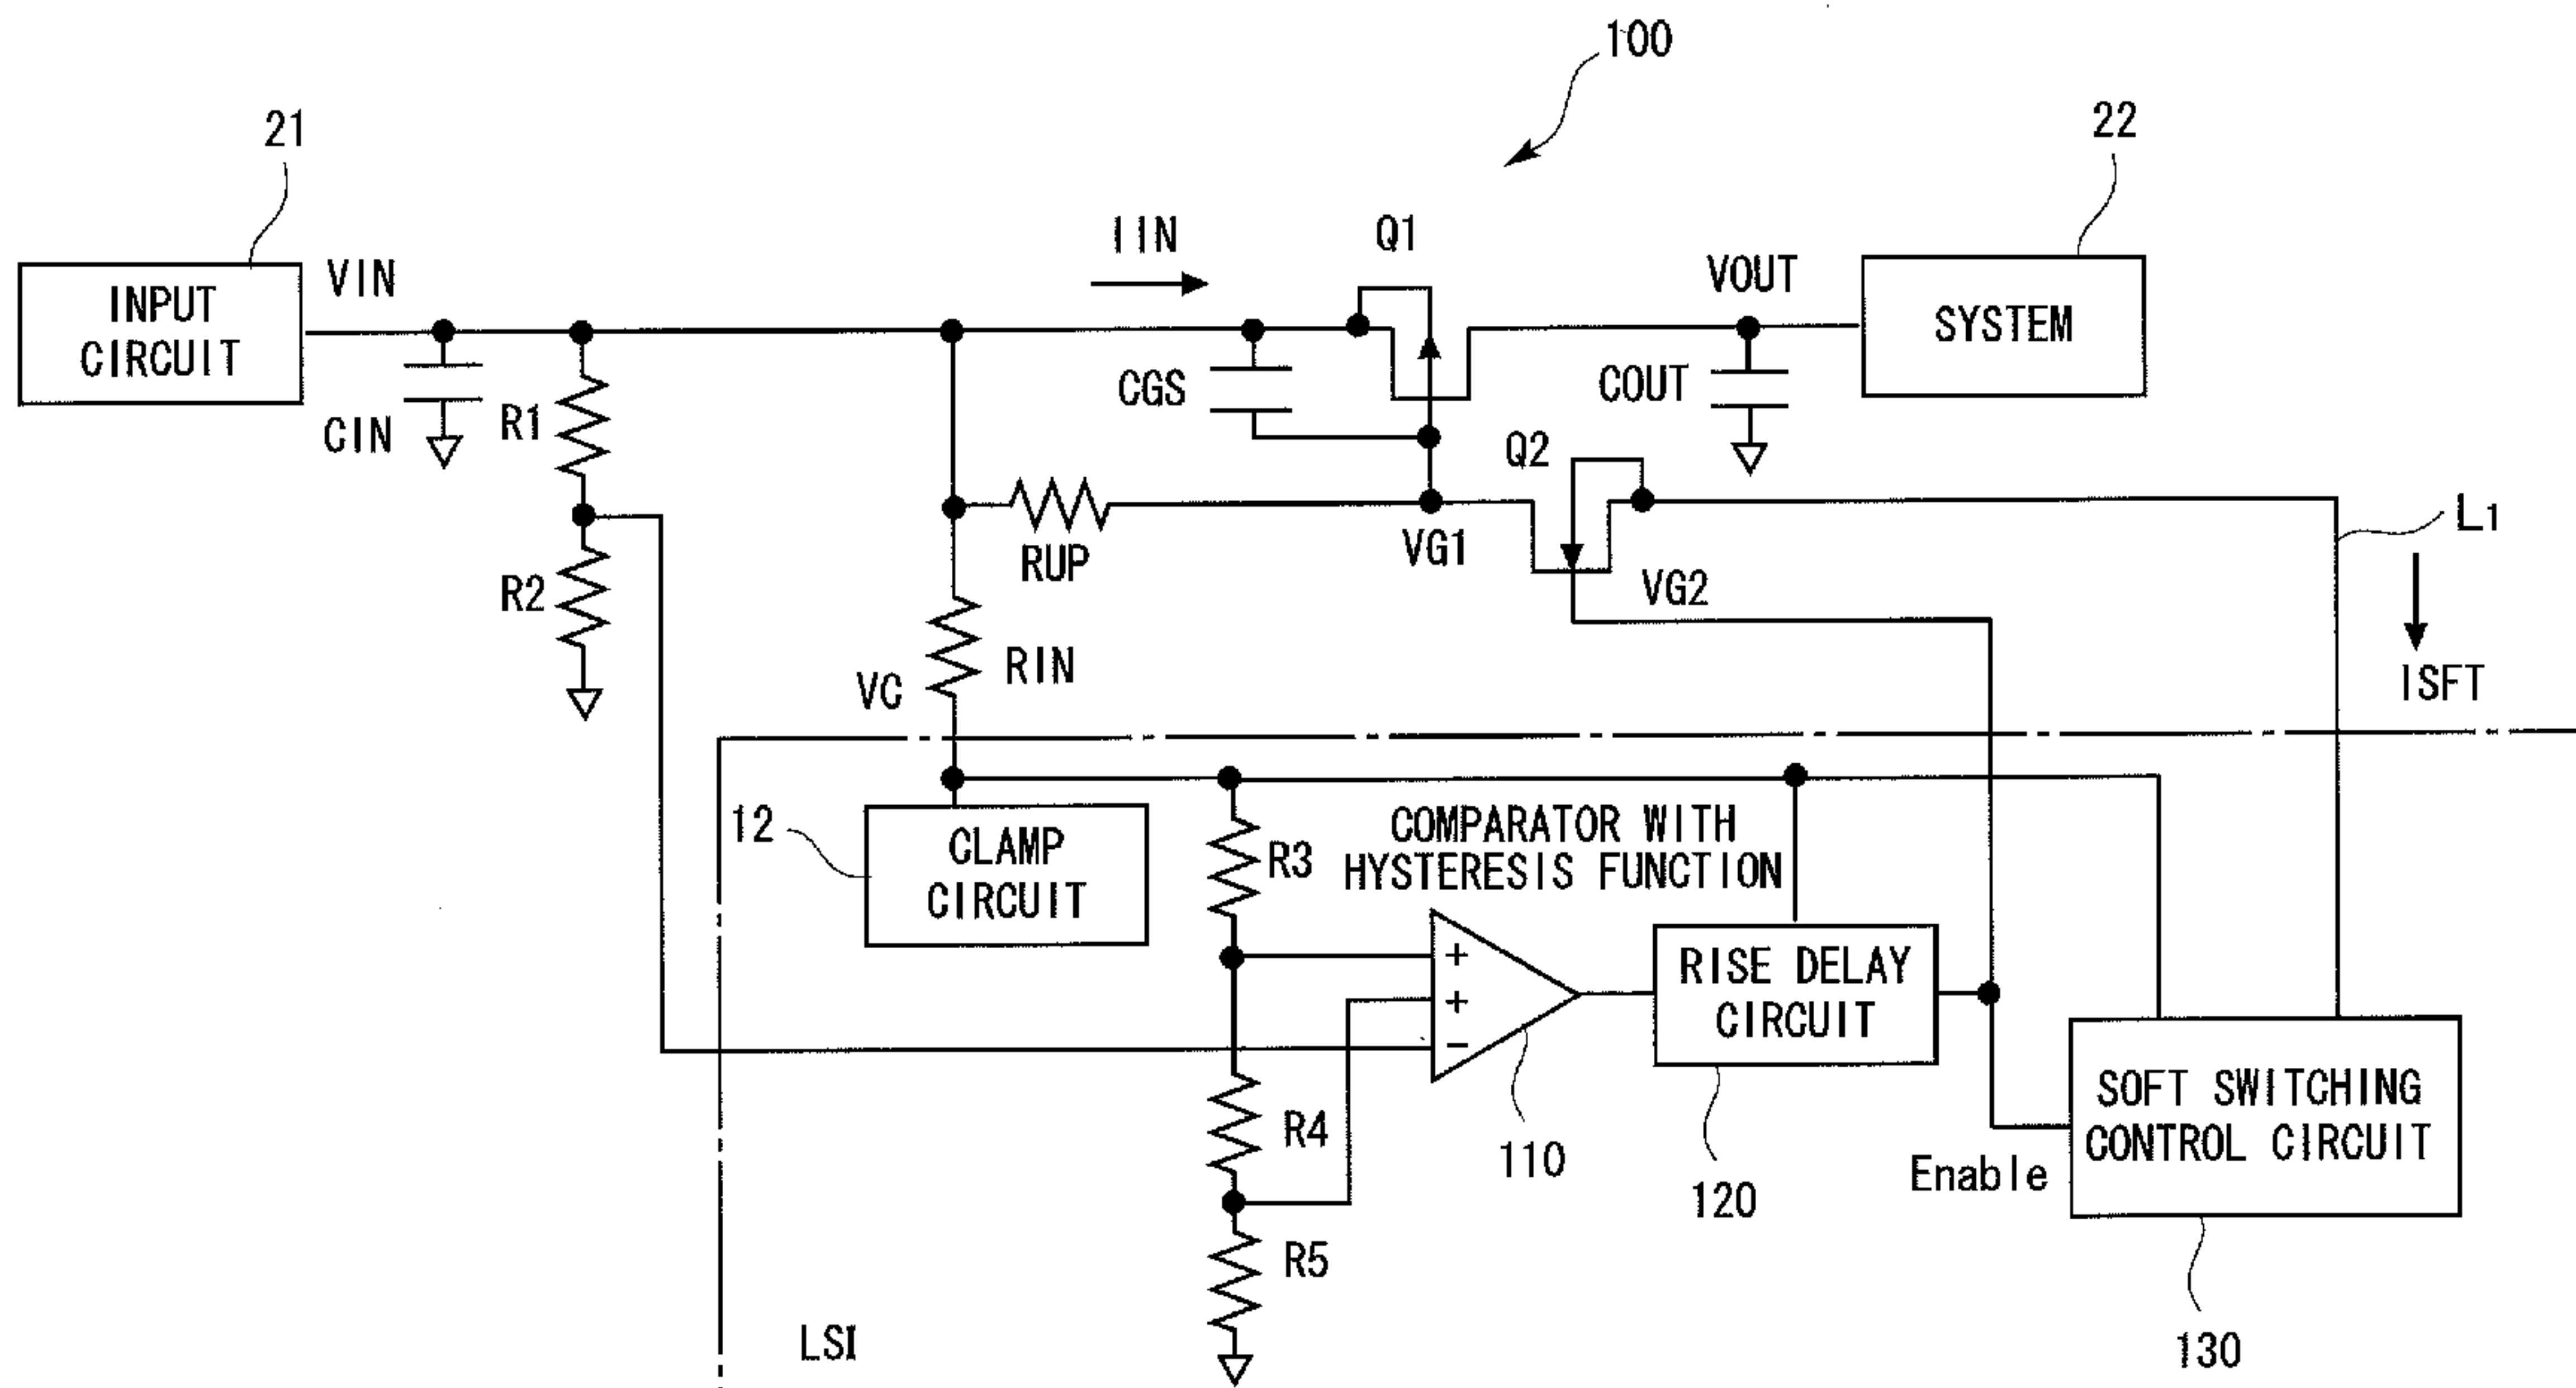 100
21
22
INPUT
CIRCUIT
VIN
IIN
Q1
VOUT
SYSTEM
CIN
R1
CGS
COUT
Q2
R2
RUP
VG1
VG2
L1
ISFT
VC
RIN
LSI
12
CLAMP
CIRCUIT
R3
COMPARATOR WITH
HYSTERESIS FUNCTION
+
+
−
RISE DELAY
CIRCUIT
R4
110
120
Enable
SOFT SWITCHING
CONTROL CIRCUIT
R5
130